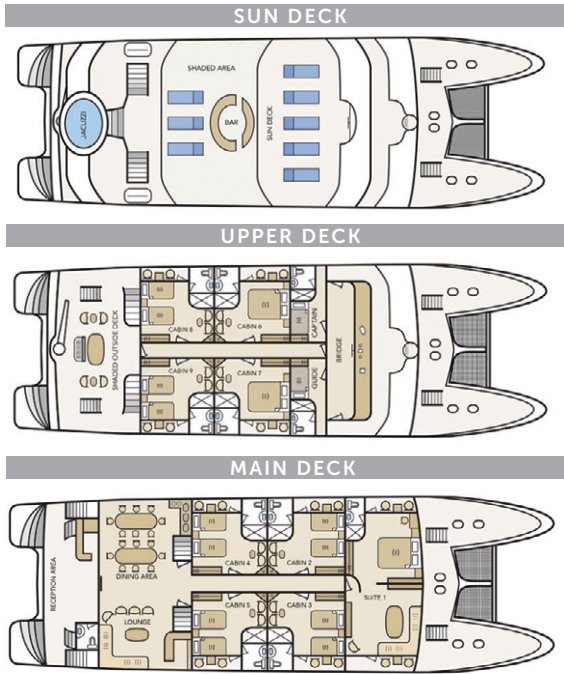 SUN DECK
SHADED AREA
JACUZZI
BAR
SUN DECK
UPPER DECK
SHADED OUTSIDE DECK
CABIN 8
CABIN 6
CAPTAIN
BRIDGE
CABIN 9
CABIN 7
GUIDE
MAIN DECK
RECEPTION AREA
DINING AREA
CABIN 4
CABIN 2
SUITE 1
LOUNGE
CABIN 5
CABIN 3